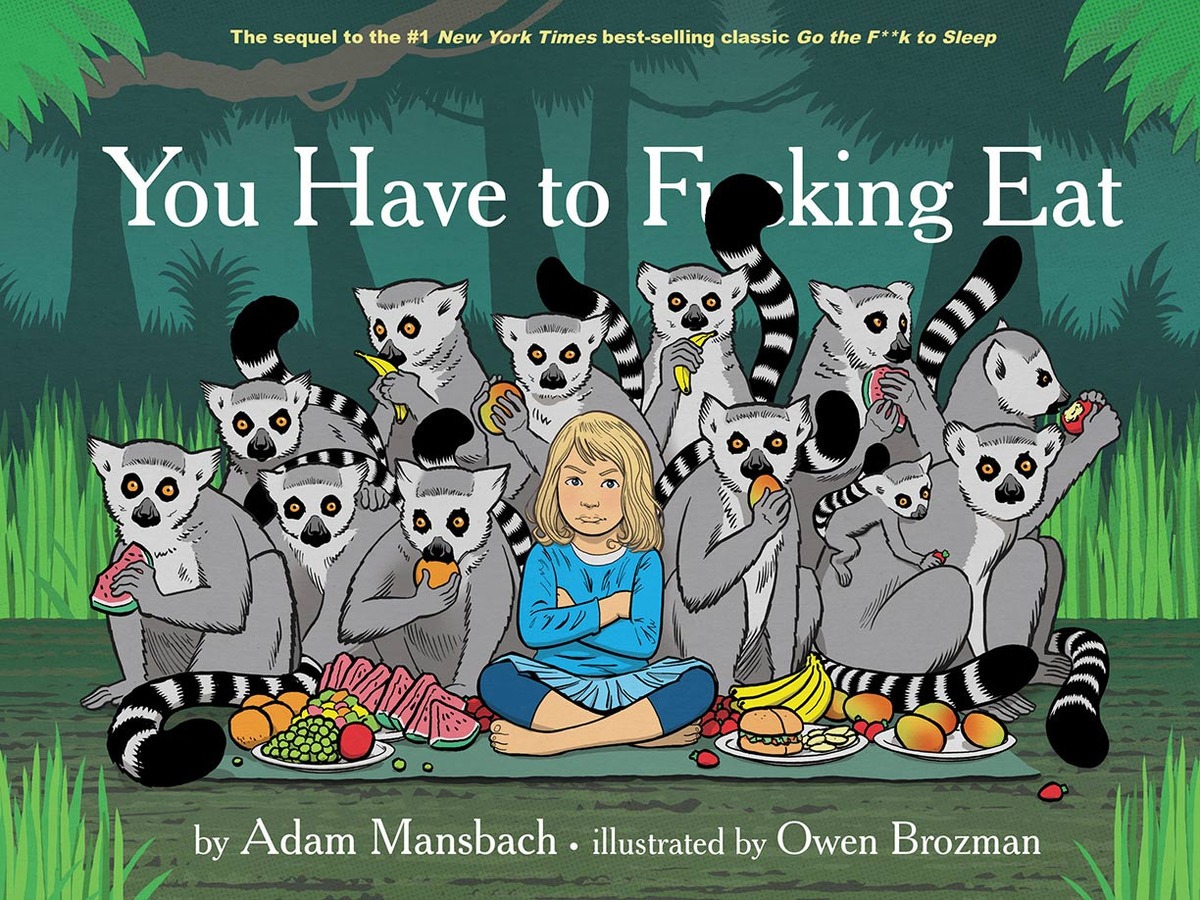 The sequel to the #1 New York Times best-selling classic Go the F**k to Sleep
You Have to Fucking Eat
by Adam Mansbach • illustrated by Owen Brozman